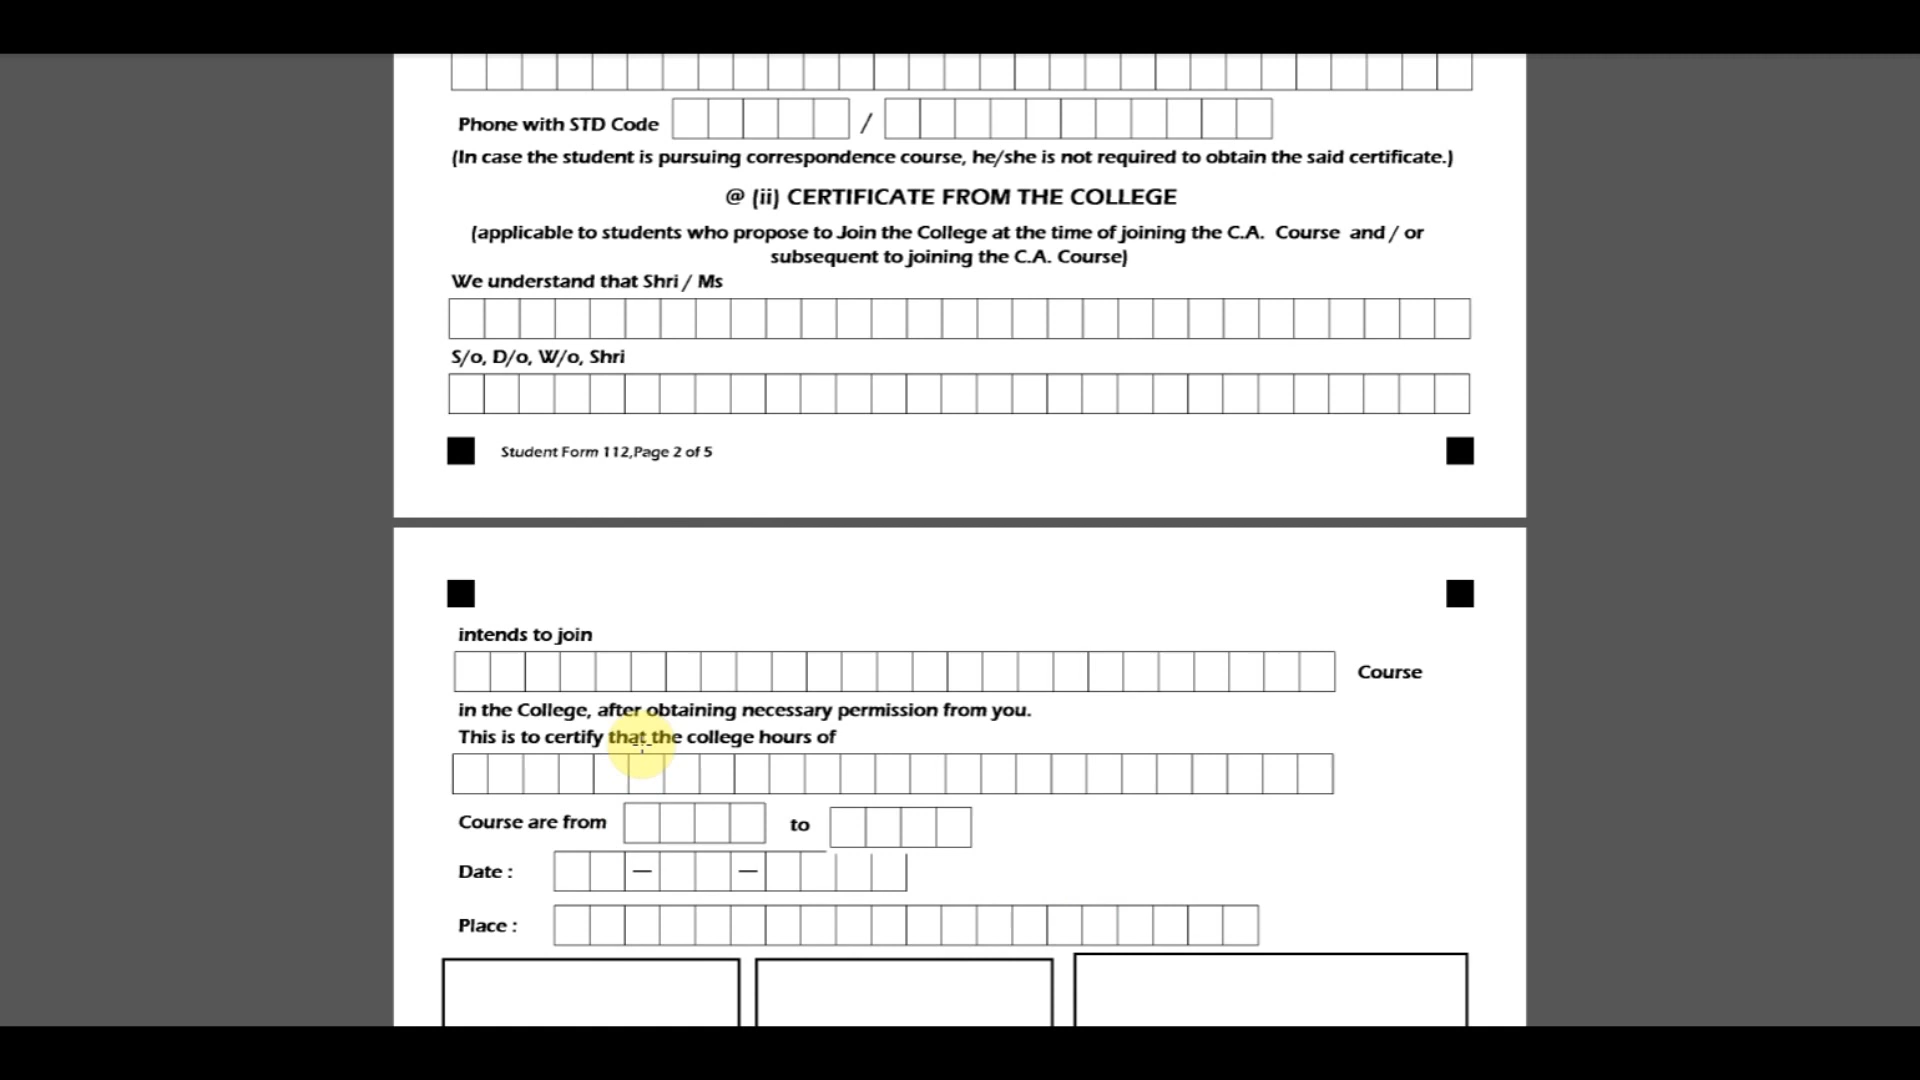 Phone with STD Code /
(In case the student is pursuing correspondence course, he/she is not required to obtain the said certificate.)
@ (ii) CERTIFICATE FROM THE COLLEGE
(applicable to students who propose to Join the College at the time of joining the C.A. Course and / or
subsequent to joining the C.A. Course)
We understand that Shri / Ms
S/o, D/o, W/o, Shri
Student Form 112,Page 2 of 5
intends to join
Course
in the College, after obtaining necessary permission from you.
This is to certify that the college hours of
Course are from to
Date : — —
Place :